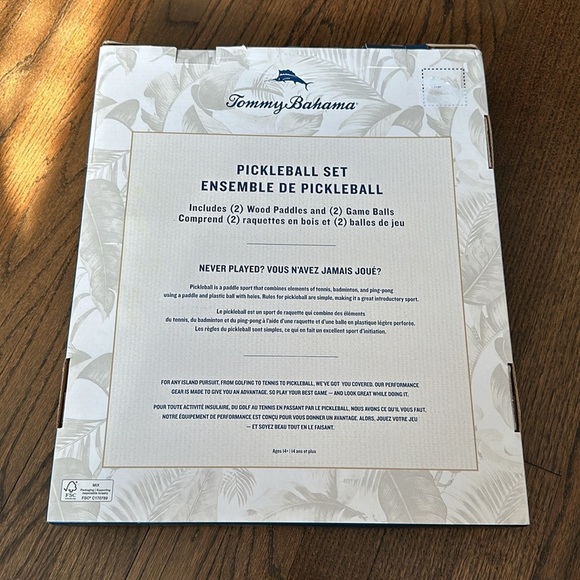 Tommy Bahama
PICKLEBALL SET
ENSEMBLE DE PICKLEBALL
Includes (2) Wood Paddles and (2) Game Balls
Comprend (2) raquettes en bois et (2) balles de jeu
NEVER PLAYED? VOUS N'AVEZ JAMAIS JOUÉ?
Pickleball is a paddle sport that combines elements of tennis, badminton, and ping-pong
using a paddle and plastic ball with holes. Rules for pickleball are simple, making it a great introductory sport.
Le pickleball est un sport de raquette qui combine des éléments
du tennis, du badminton et du ping-pong à l'aide d'une raquette et d'une balle en plastique légère perforée.
Les règles du pickleball sont simples, ce qui en fait un excellent sport d'initiation.
FOR ANY ISLAND PURSUIT, FROM GOLFING TO TENNIS TO PICKLEBALL, WE'VE GOT YOU COVERED. OUR PERFORMANCE
GEAR IS MADE TO GIVE YOU AN ADVANTAGE. SO PLAY YOUR BEST GAME — AND LOOK GREAT WHILE DOING IT.
POUR TOUTE ACTIVITÉ INSULAIRE, DU GOLF AU TENNIS EN PASSANT PAR LE PICKLEBALL, NOUS AVONS CE QU'IL VOUS FAUT.
NOTRE ÉQUIPEMENT DE PERFORMANCE EST CONÇU POUR VOUS DONNER UN AVANTAGE. ALORS, JOUEZ VOTRE JEU
— ET SOYEZ BEAU TOUT EN LE FAISANT.
Ages 14+ | 14 ans et plus
MIX
Packaging | Supporting
responsible forestry
FSC
FSC® C170786